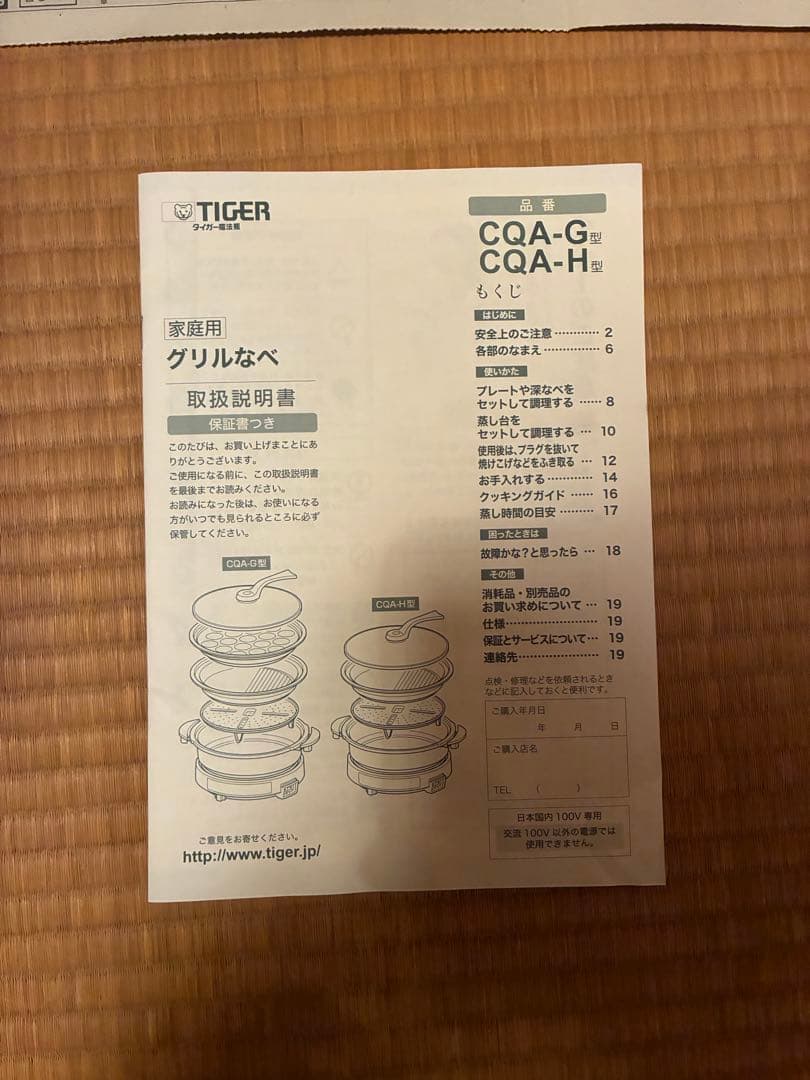 TIGER
タイガー魔法瓶
家庭用
グリルなべ
取扱説明書
保証書つき
このたびは、お買い上げまことにあ
りがとうございます。
ご使用になる前に、この取扱説明書
を最後までお読みください。
お読みになった後は、お使いになる
方がいつでも見られるところに必ず
保管してください。
CQA-G型
CQA-H型
ご意見をお寄せください。
http://www.tiger.jp/
品番
CQA-G型
CQA-H型
もくじ
はじめに
安全上のご注意 ………… 2
各部のなまえ …………… 6
使いかた
プレートや深なべを
セットして調理する …… 8
蒸し台を
セットして調理する … 10
使用後は、プラグを抜いて
焼けこげなどをふき取る … 12
お手入れする ………… 14
クッキングガイド …… 16
蒸し時間の目安 ……… 17
困ったときは
故障かな？と思ったら … 18
その他
消耗品・別売品の
お買い求めについて … 19
仕様 …………………… 19
保証とサービスについて … 19
連絡先 ………………… 19
点検・修理などを依頼されるとき
などに記入しておくと便利です。
ご購入年月日
年 月 日
ご購入店名
TEL （ ）
日本国内100V専用
交流100V以外の電源では
使用できません。